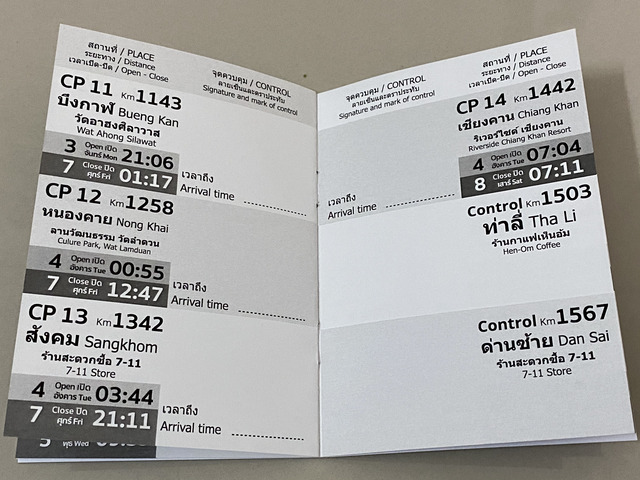 สถานที่ / PLACE
ระยะทาง / Distance
เวลาเปิด-ปิด / Open - Close
จุดควบคุม / CONTROL
ลายเซ็นและตราประทับ
Signature and mark of control
CP 11 Km 1143
บึงกาฬ Bueng Kan
วัดอาฮงศิลาวาส
Wat Ahong Silawat
3 Open เปิด จันทร์ Mon 21:06
7 Close ปิด ศุกร์ Fri 01:17
เวลาถึง
Arrival time
CP 12 Km 1258
หนองคาย Nong Khai
ลานวัฒนธรรม วัดลำดวน
Culure Park, Wat Lamduan
4 Open เปิด อังคาร Tue 00:55
7 Close ปิด ศุกร์ Fri 12:47
เวลาถึง
Arrival time
CP 13 Km 1342
สังคม Sangkhom
ร้านสะดวกซื้อ 7-11
7-11 Store
4 Open เปิด อังคาร Tue 03:44
7 Close ปิด ศุกร์ Fri 21:11
เวลาถึง
Arrival time
5 พุธ Wed
จุดควบคุม / CONTROL
ลายเซ็นและตราประทับ
Signature and mark of control
สถานที่ / PLACE
ระยะทาง / Distance
เวลาเปิด-ปิด / Open - Close
CP 14 Km 1442
เชียงคาน Chiang Khan
ริเวอร์ไซด์ เชียงคาน
Riverside Chiang Khan Resort
4 Open เปิด อังคาร Tue 07:04
8 Close ปิด เสาร์ Sat 07:11
เวลาถึง
Arrival time
Control Km 1503
ท่าลี่ Tha Li
ร้านกาแฟเห็นอ้ม
Hen-Om Coffee
Control Km 1567
ด่านซ้าย Dan Sai
ร้านสะดวกซื้อ 7-11
7-11 Store